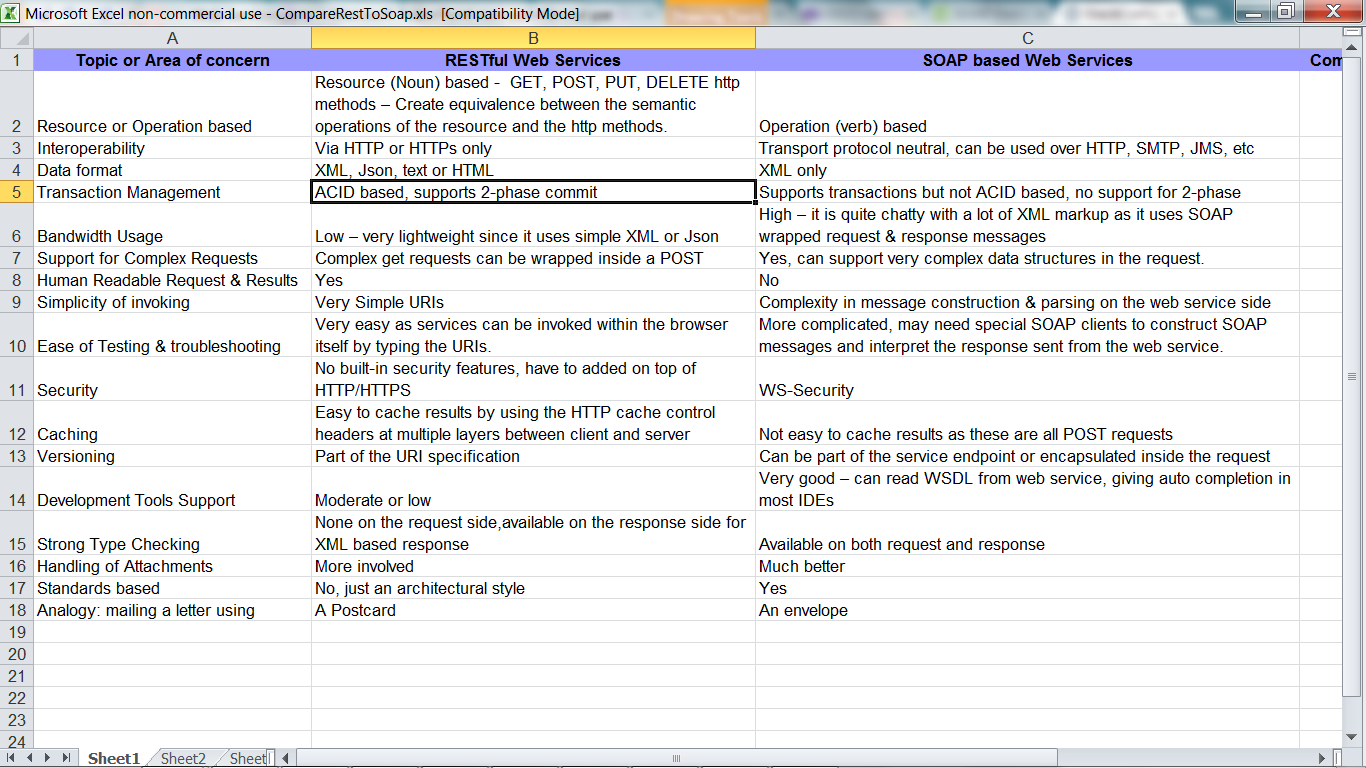 Microsoft Excel non-commercial use - CompareRestToSoap.xls [Compatibility Mode]
A B C
1 Topic or Area of concern RESTful Web Services SOAP based Web Services Com
Resource (Noun) based - GET, POST, PUT, DELETE http
methods – Create equivalence between the semantic
2 Resource or Operation based operations of the resource and the http methods. Operation (verb) based
3 Interoperability Via HTTP or HTTPs only Transport protocol neutral, can be used over HTTP, SMTP, JMS, etc
4 Data format XML, Json, text or HTML XML only
5 Transaction Management ACID based, supports 2-phase commit Supports transactions but not ACID based, no support for 2-phase
High – it is quite chatty with a lot of XML markup as it uses SOAP
6 Bandwidth Usage Low – very lightweight since it uses simple XML or Json wrapped request & response messages
7 Support for Complex Requests Complex get requests can be wrapped inside a POST Yes, can support very complex data structures in the request.
8 Human Readable Request & Results Yes No
9 Simplicity of invoking Very Simple URIs Complexity in message construction & parsing on the web service side
Very easy as services can be invoked within the browser More complicated, may need special SOAP clients to construct SOAP
10 Ease of Testing & troubleshooting itself by typing the URIs. messages and interpret the response sent from the web service.
No built-in security features, have to added on top of
11 Security HTTP/HTTPS WS-Security
Easy to cache results by using the HTTP cache control
12 Caching headers at multiple layers between client and server Not easy to cache results as these are all POST requests
13 Versioning Part of the URI specification Can be part of the service endpoint or encapsulated inside the request
Very good – can read WSDL from web service, giving auto completion in
14 Development Tools Support Moderate or low most IDEs
None on the request side,available on the response side for
15 Strong Type Checking XML based response Available on both request and response
16 Handling of Attachments More involved Much better
17 Standards based No, just an architectural style Yes
18 Analogy: mailing a letter using A Postcard An envelope
19
20
21
22
23
24
Sheet1 Sheet2 Sheet